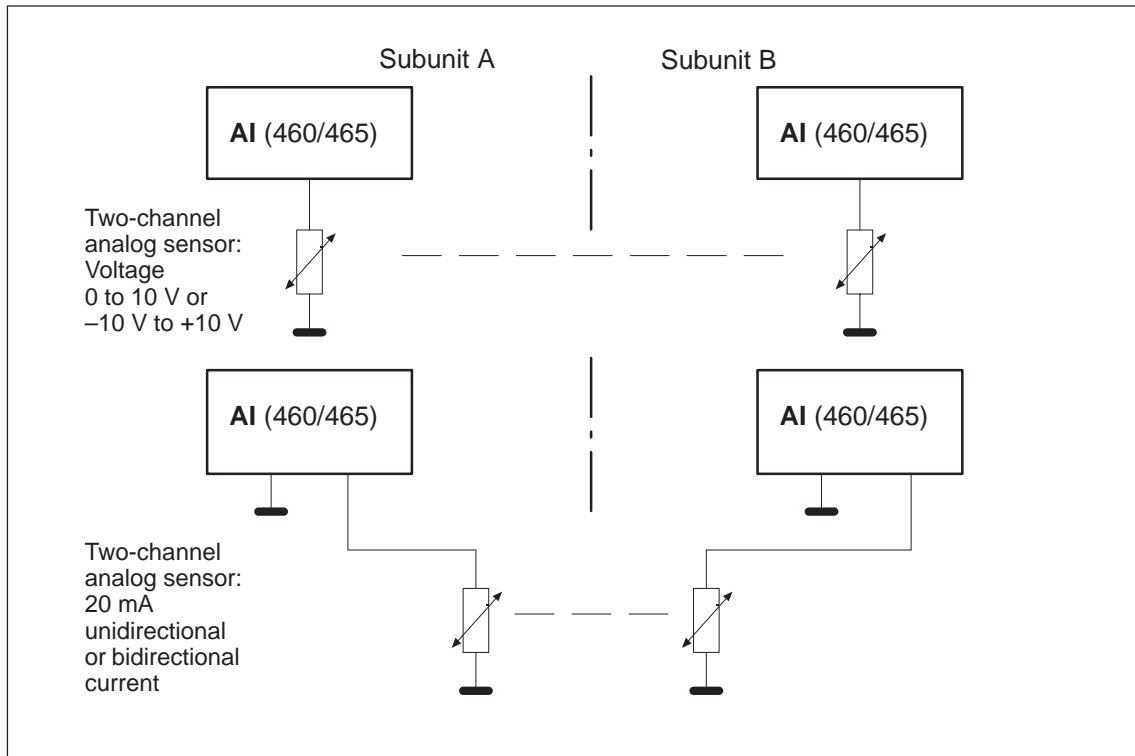 Subunit A
Subunit B
AI (460/465)
AI (460/465)
Two-channel
analog sensor:
Voltage
0 to 10 V or
–10 V to +10 V
AI (460/465)
AI (460/465)
Two-channel
analog sensor:
20 mA
unidirectional
or bidirectional
current